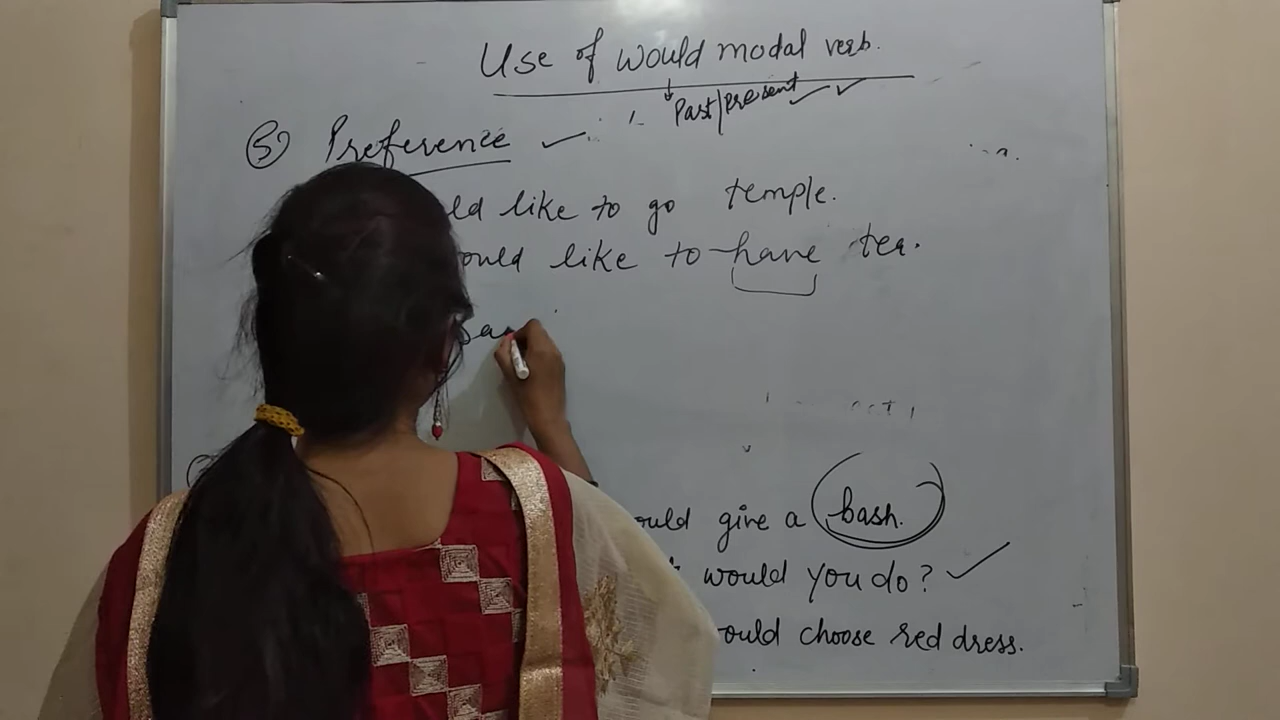 Use of would modal verb.
Past/present
5) Preference
ld like to go temple.
ould like to have tea.
sa
ould give a bash.
would you do?
ould choose red dress.